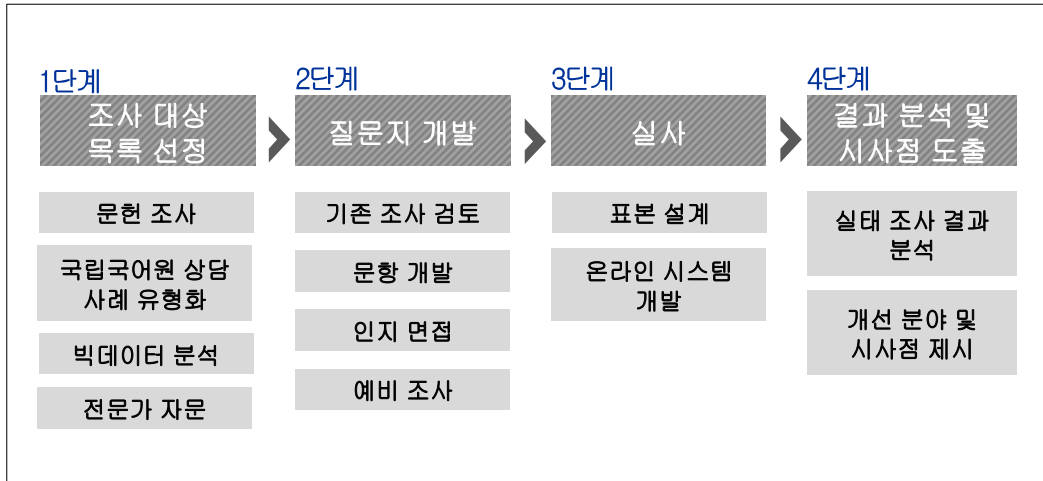 1단계
조사 대상
목록 선정
문헌 조사
국립국어원 상담
사례 유형화
빅데이터 분석
전문가 자문
2단계
질문지 개발
기존 조사 검토
문항 개발
인지 면접
예비 조사
3단계
실사
표본 설계
온라인 시스템
개발
4단계
결과 분석 및
시사점 도출
실태 조사 결과
분석
개선 분야 및
시사점 제시